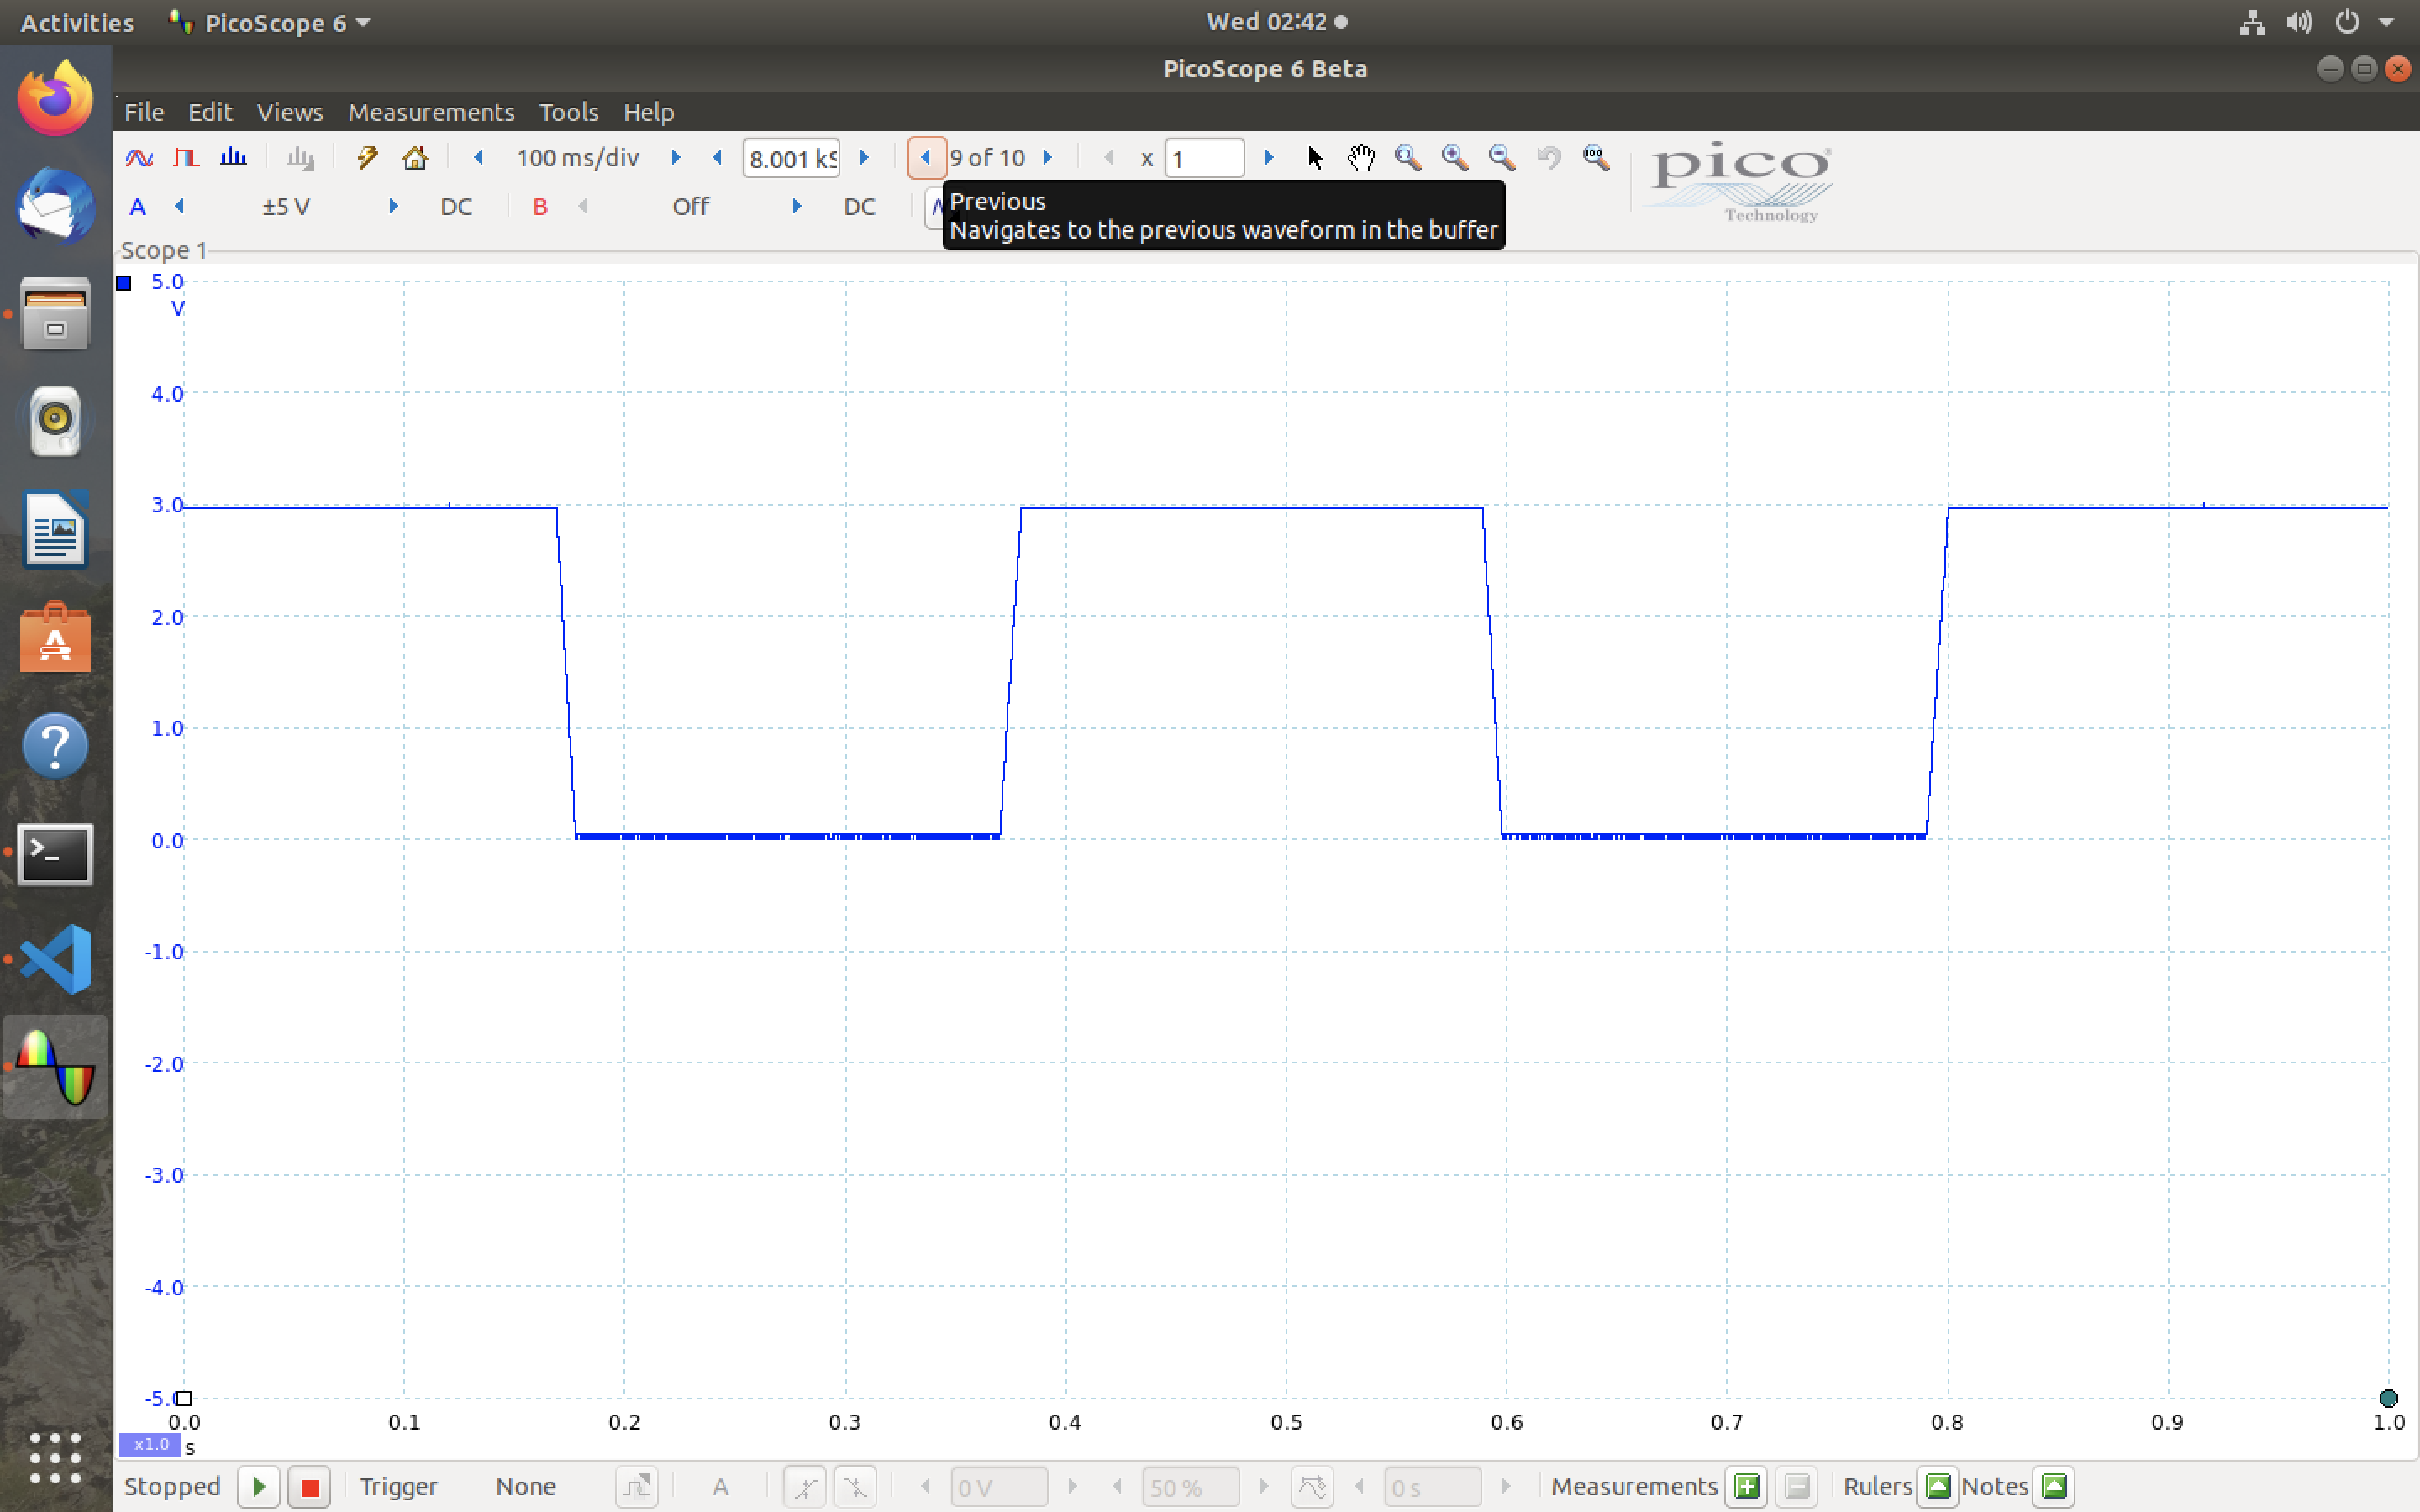 Activities PicoScope 6 Wed 02:42
PicoScope 6 Beta
File Edit Views Measurements Tools Help
100 ms/div 8.001 kS 9 of 10 x 1
A ±5 V DC B Off DC
Previous
Navigates to the previous waveform in the buffer
pico
Technology
Scope 1
5.0
V
4.0
3.0
2.0
1.0
0.0
-1.0
-2.0
-3.0
-4.0
-5.0
0.0 0.1 0.2 0.3 0.4 0.5 0.6 0.7 0.8 0.9 1.0
x1.0 s
Stopped Trigger None A 0 V 50 % 0 s Measurements Rulers Notes